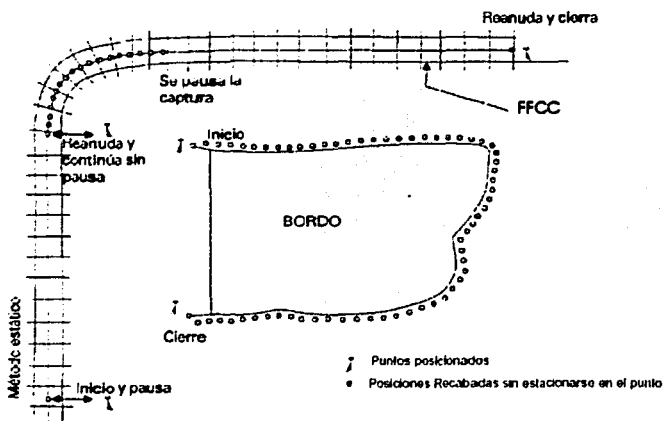 Reanuda y cierra
Se pausa la
captura
FFCC
Inicio
Reanuda y
continúa sin
pausa
BORDO
Cierre
Método estático
Inicio y pausa
Puntos posicionados
Posiciones Recabadas sin estacionarse en el punto